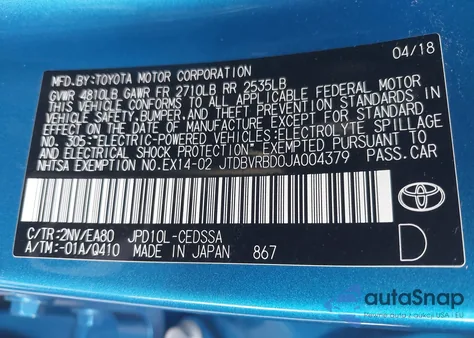 MFD.BY:TOYOTA MOTOR CORPORATION 04/18
GVWR 4810LB GAWR FR 2710LB RR 2535LB
THIS VEHICLE CONFORMS TO ALL APPLICABLE FEDERAL MOTOR
VEHICLE SAFETY,BUMPER,AND THEFT PREVENTION STANDARDS
IN EFFECT ON THE DATE OF MANUFACTURE SHOWN ABOVE EXCEPT FOR STANDARD
NO. 305:ELECTRIC-POWERED VEHICLES:ELECTROLYTE SPILLAGE
AND ELECTRICAL SHOCK PROTECTION EXEMPTED PURSUANT TO
NHTSA EXEMPTION NO.EX14-02 JTDBVRBD0JA004379 PASS.CAR
TOYOTA
C/TR:2NV/EA80 JPD10L-CEDSSA
A/TM:-01A/Q410 MADE IN JAPAN 867
D
autoSnap